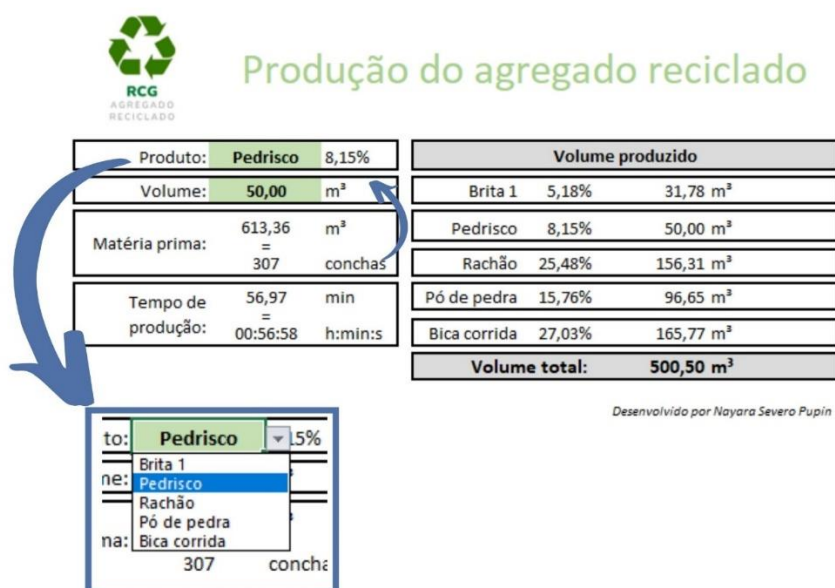 RCG
AGREGADO
RECICLADO
Produção do agregado reciclado
Produto: Pedrisco 8,15%
Volume: 50,00 m³
Matéria prima: 613,36 m³
=
307 conchas
Tempo de produção: 56,97 min
=
00:56:58 h:min:s
Volume produzido
Brita 1 5,18% 31,78 m³
Pedrisco 8,15% 50,00 m³
Rachão 25,48% 156,31 m³
Pó de pedra 15,76% 96,65 m³
Bica corrida 27,03% 165,77 m³
Volume total: 500,50 m³
Desenvolvido por Nayara Severo Pupin
to: Pedrisco 15%
ne:
Brita 1
Pedrisco
Rachão
Pó de pedra
na: Bica corrida
307 concha